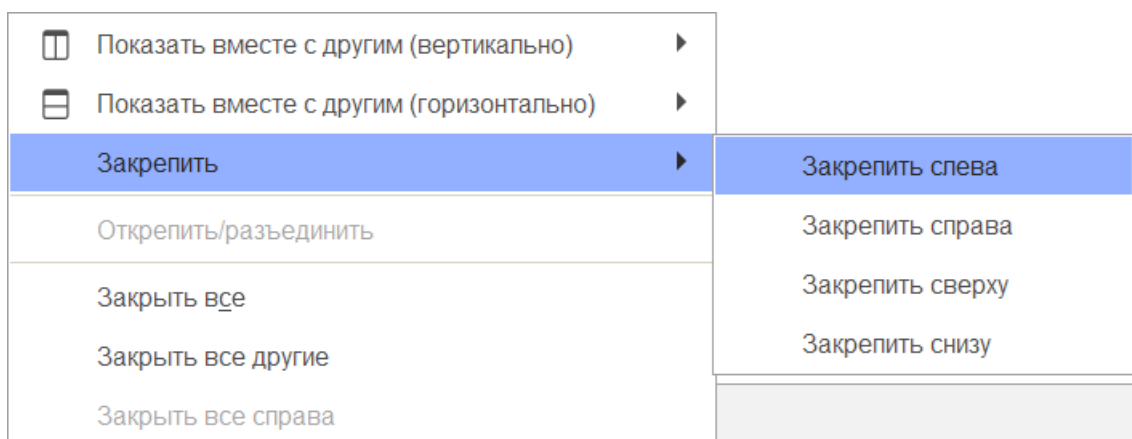 Показать вместе с другим (вертикально)
Показать вместе с другим (горизонтально)
Закрепить
Открепить/разъединить
Закрыть все
Закрыть все другие
Закрыть все справа
Закрепить слева
Закрепить справа
Закрепить сверху
Закрепить снизу